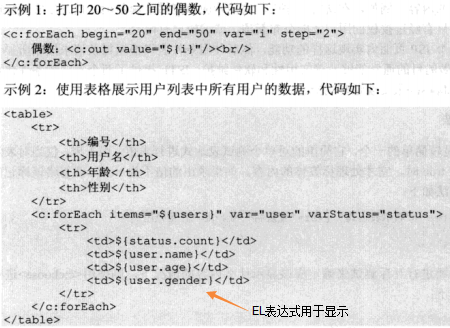 示例 1：打印 20～50 之间的偶数，代码如下：
<c:forEach begin="20" end="50" var="i" step="2">
    偶数：<c:out value="${i}"/><br/>
</c:forEach>
示例 2：使用表格展示用户列表中所有用户的数据，代码如下：
<table>
    <tr>
        <th>编号</th>
        <th>用户名</th>
        <th>年龄</th>
        <th>性别</th>
    </tr>
    <c:forEach items="${users}" var="user" varStatus="status">
        <tr>
            <td>${status.count}</td>
            <td>${user.name}</td>
            <td>${user.age}</td>
            <td>${user.gender}</td>
        </tr>
    </c:forEach>
</table>
EL表达式用于显示